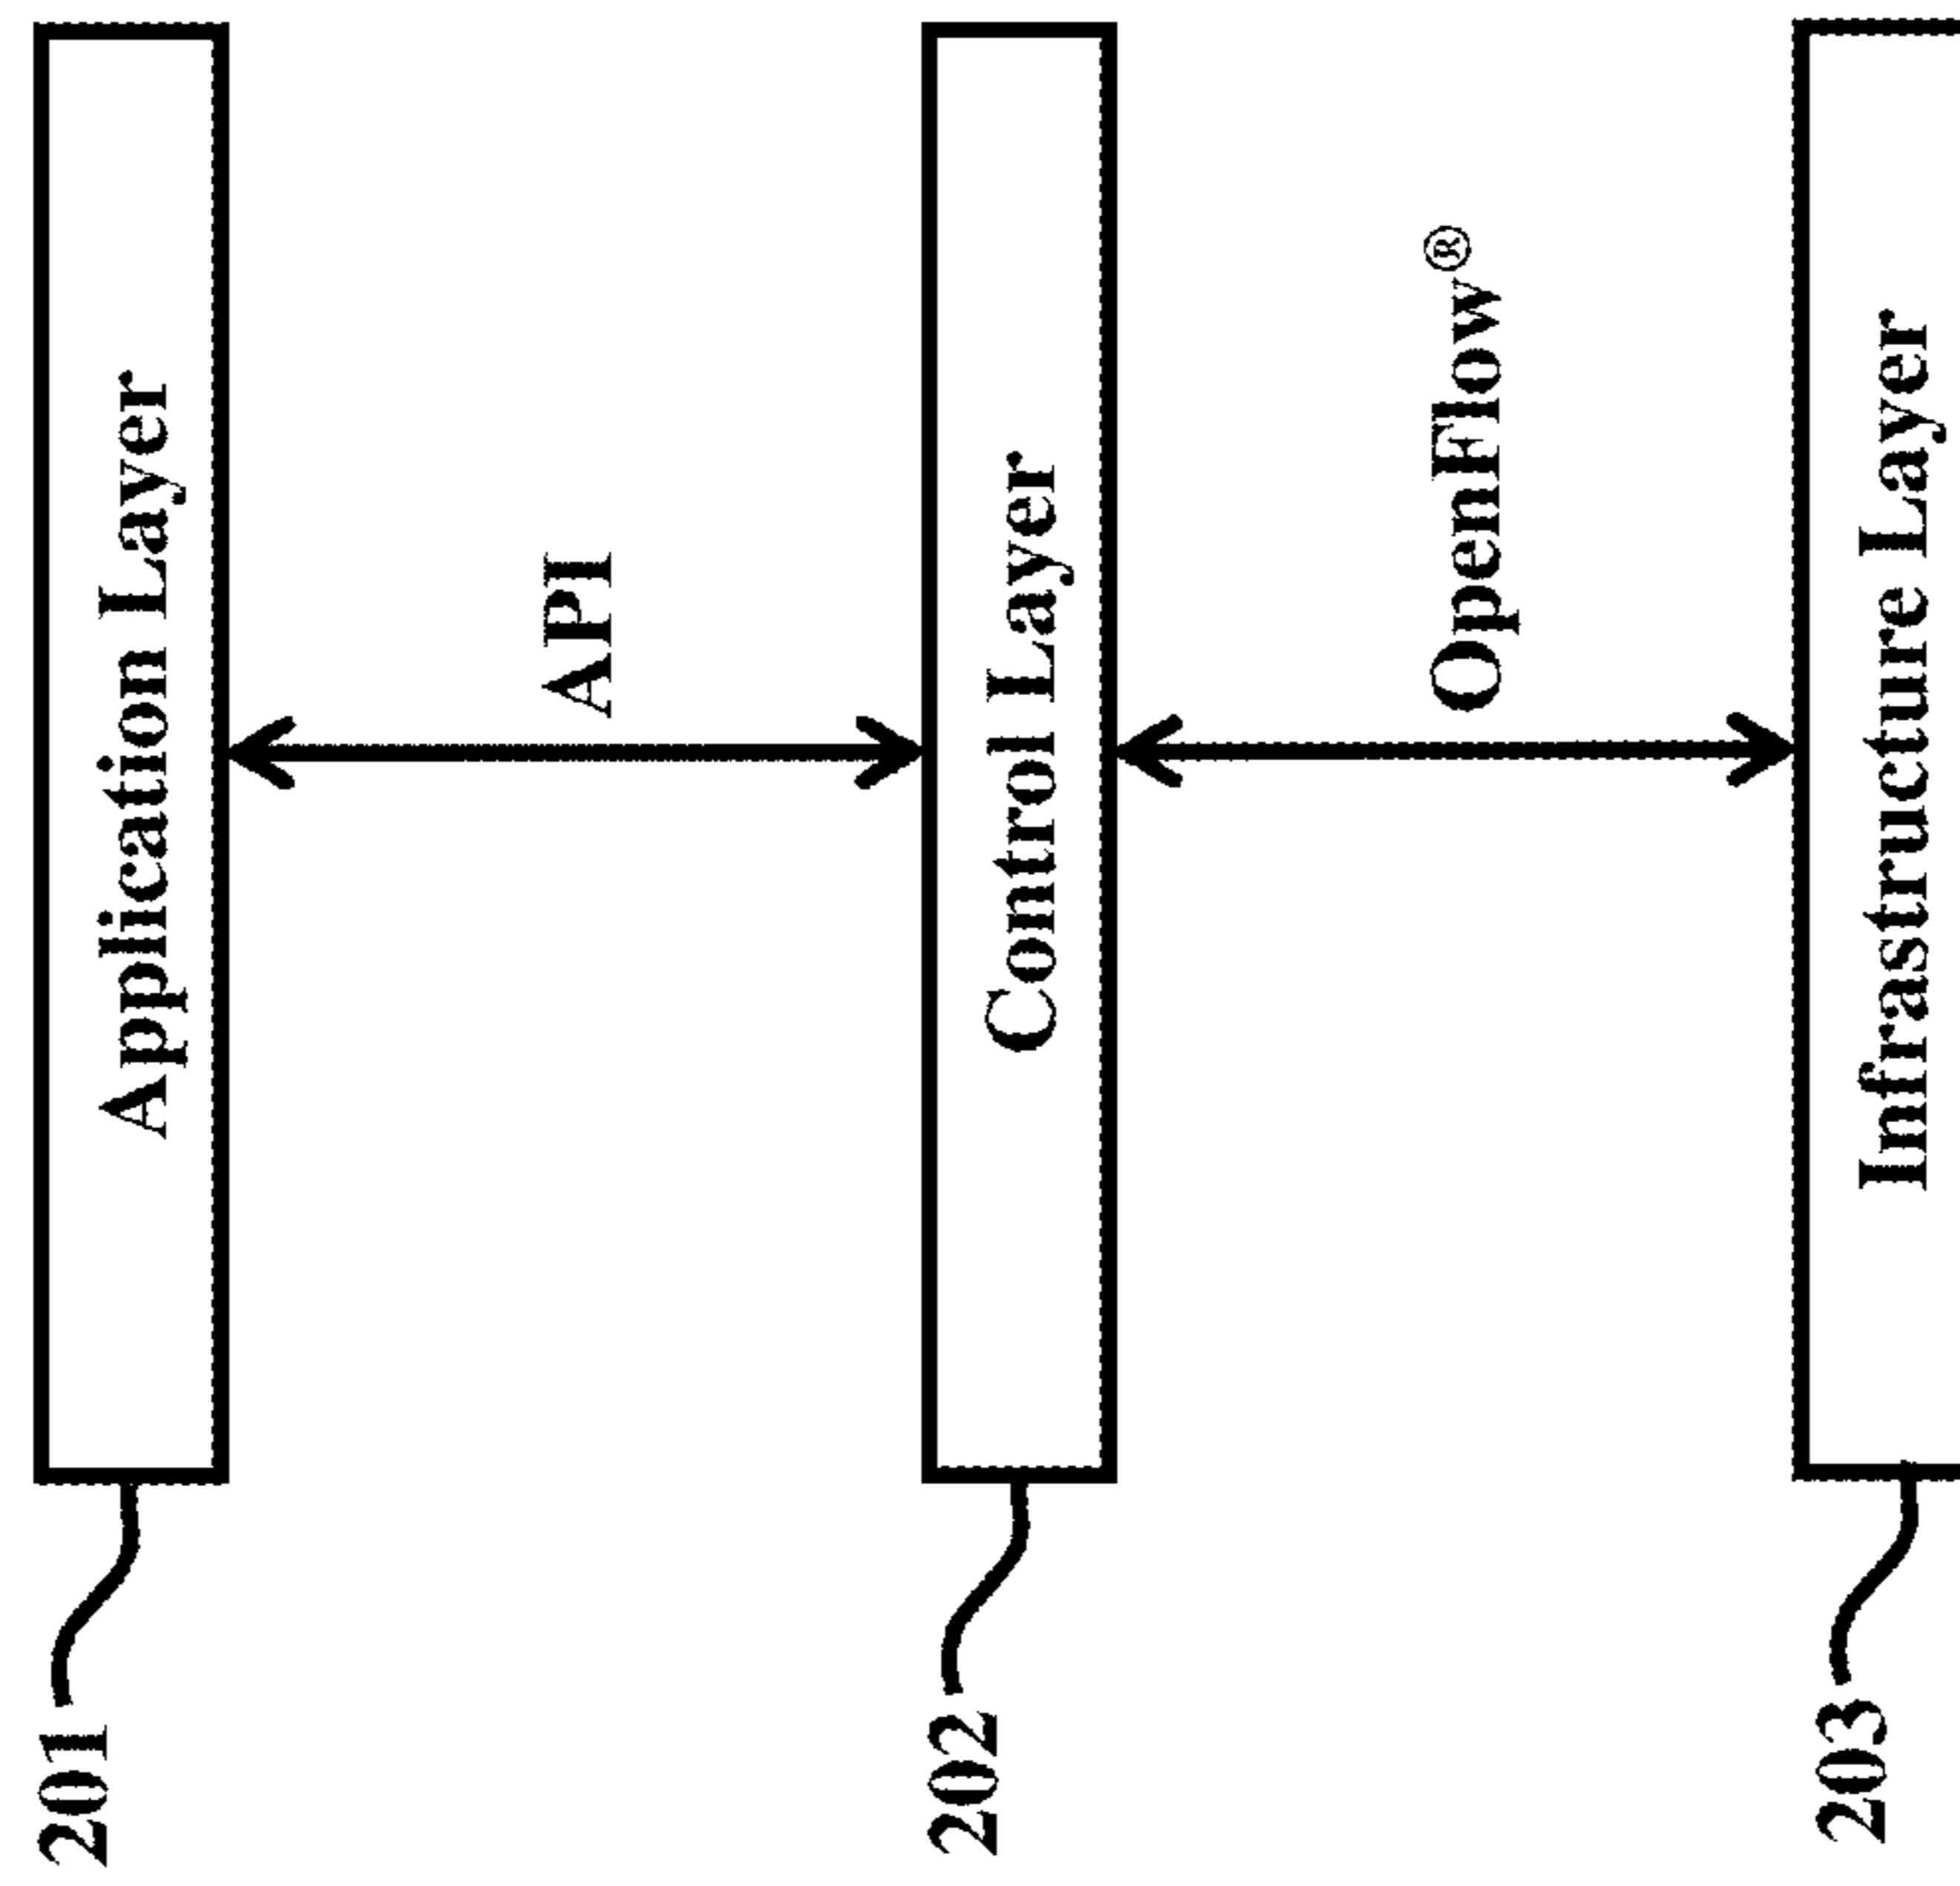 201
Application Layer
API
202
Control Layer
OpenFlow®
203
Infrastructure Layer